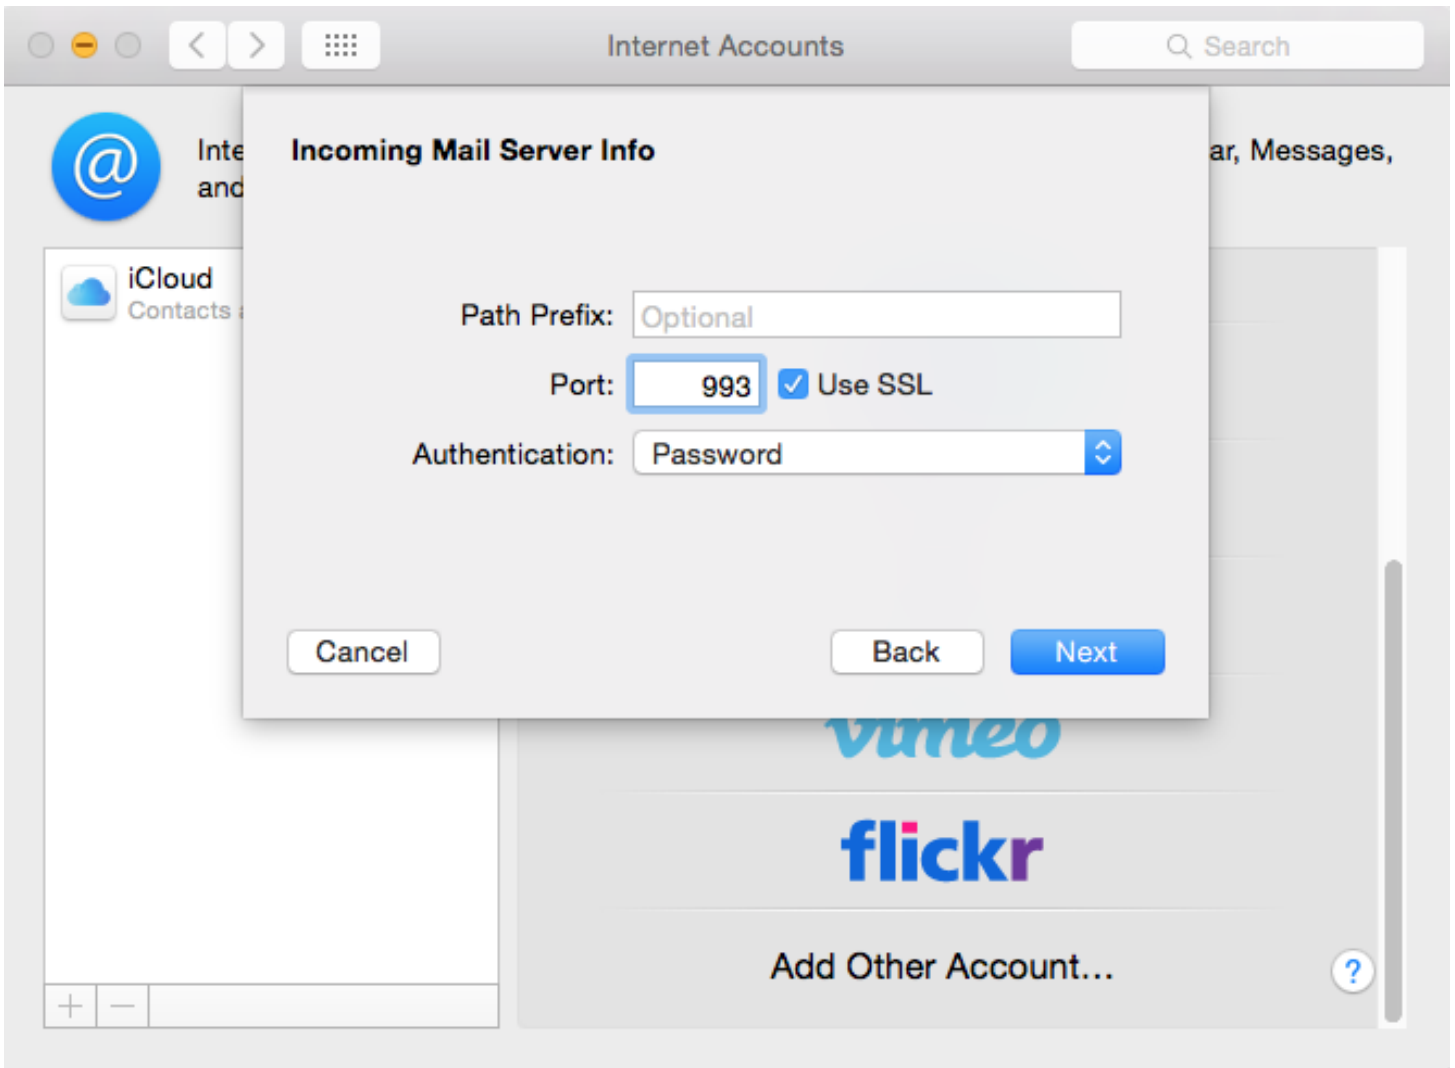 Internet Accounts
Search
Inte
and
Incoming Mail Server Info
ar, Messages,
iCloud
Contacts
Path Prefix: Optional
Port: 993 Use SSL
Authentication: Password
Cancel Back Next
vimeo
flickr
Add Other Account...
?